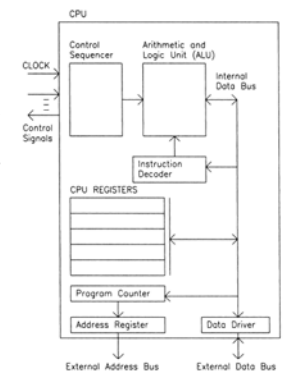 CPU
Control
Sequencer
Arithmetic and
Logic Unit (ALU)
CLOCK
Internal
Data Bus
Control
Signals
Instruction
Decoder
CPU REGISTERS
Program Counter
Address Register
Data Driver
External Address Bus
External Data Bus